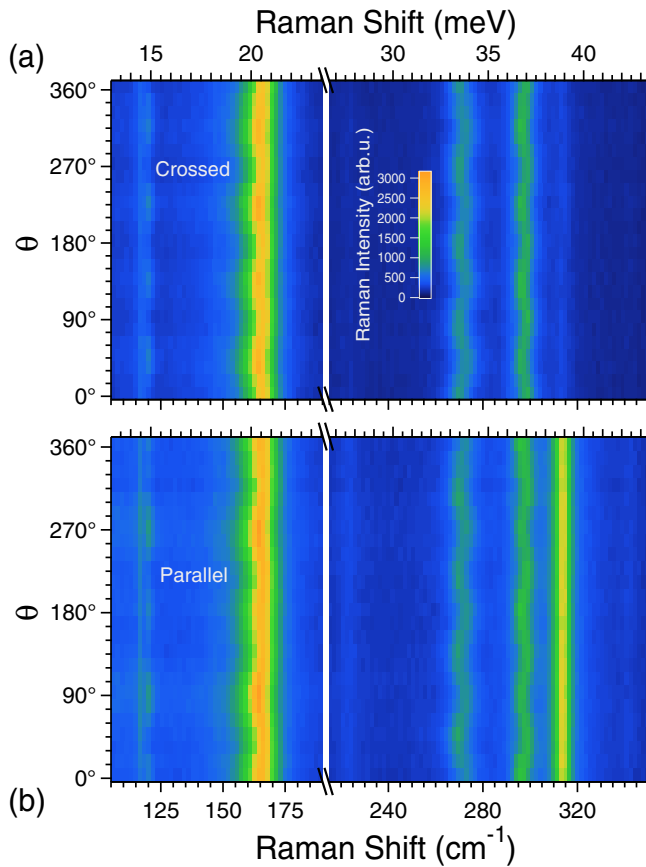 Raman Shift (meV)
15 20 30 35 40
(a)
360°
270°
180°
90°
0°
θ
Crossed
Raman Intensity (arb.u.)
3000
2500
2000
1500
1000
500
0
360°
270°
180°
90°
0°
θ
Parallel
(b)
125 150 175 240 280 320
Raman Shift (cm⁻¹)